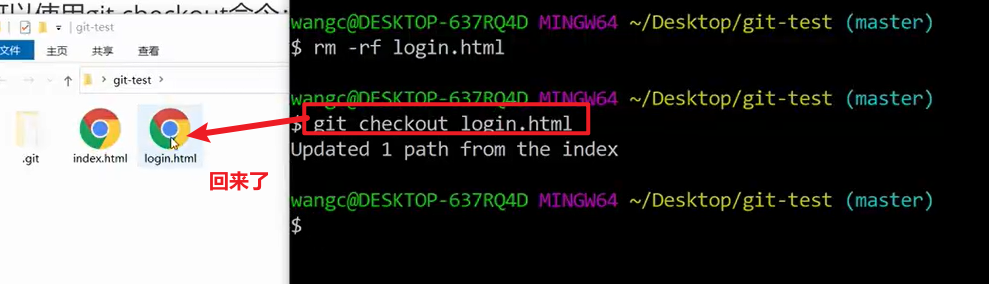 可以使用git checkout命令:
git-test
文件 主页 共享 查看
git-test
.git index.html login.html
回来了
wangc@DESKTOP-637RQ4D MINGW64 ~/Desktop/git-test (master)
$ rm -rf login.html
wangc@DESKTOP-637RQ4D MINGW64 ~/Desktop/git-test (master)
$ git checkout login.html
Updated 1 path from the index
wangc@DESKTOP-637RQ4D MINGW64 ~/Desktop/git-test (master)
$